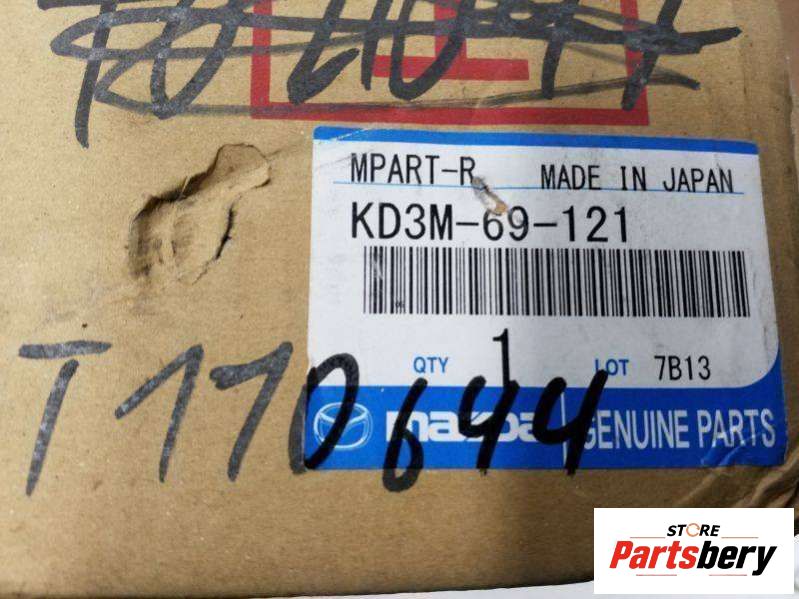 MPART-R MADE IN JAPAN
KD3M-69-121
QTY 1 LOT 7B13
mazda GENUINE PARTS
T110644
STORE
Partsbery